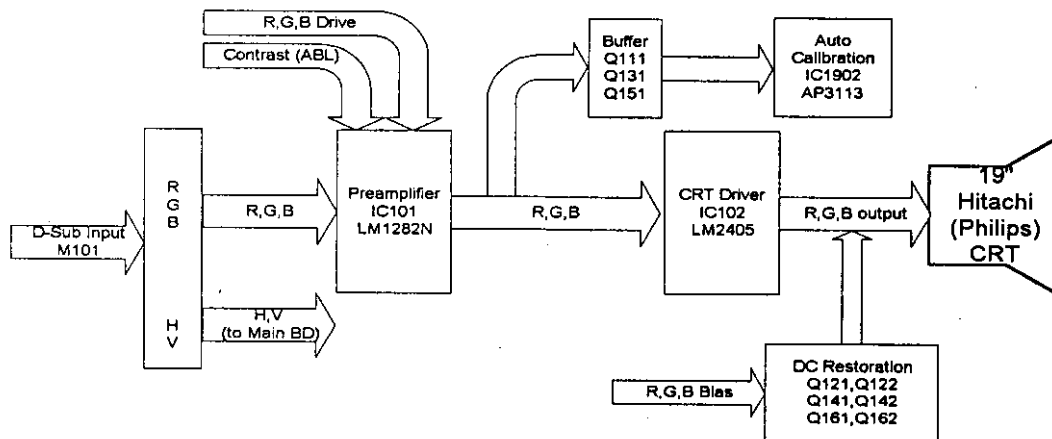 R,G,B Drive
Contrast (ABL)
Buffer
Q111
Q131
Q151
Auto
Calibration
IC1902
AP3113
R
G
B
H
V
D-Sub Input
M101
R,G,B
H,V
(to Main BD)
Preamplifier
IC101
LM1282N
R,G,B
CRT Driver
IC102
LM2405
R,G,B output
19"
Hitachi
(Philips)
CRT
R,G,B Bias
DC Restoration
Q121,Q122
Q141,Q142
Q161,Q162